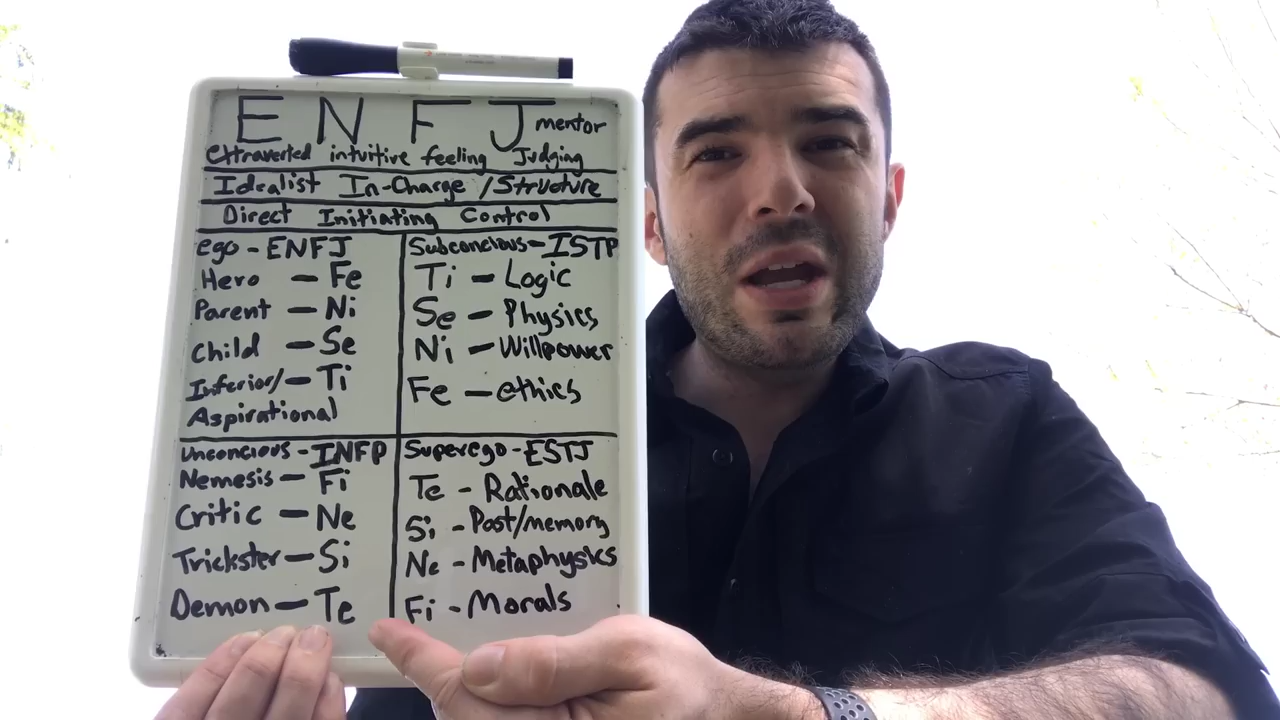 ENFJ mentor
extraverted intuitive feeling Judging
Idealist In-Charge /Structure
Direct Initiating Control
ego - ENFJ
Hero - Fe
Parent - Ni
Child - Se
Inferior/ - Ti
Aspirational
Subconcious - ISTP
Ti - Logic
Se - Physics
Ni - Willpower
Fe - ethics
Unconcious - INFP
Nemesis - Fi
Critic - Ne
Trickster - Si
Demon - Te
Superego - ESTJ
Te - Rationale
Si - Past/memory
Ne - Metaphysics
Fi - Morals